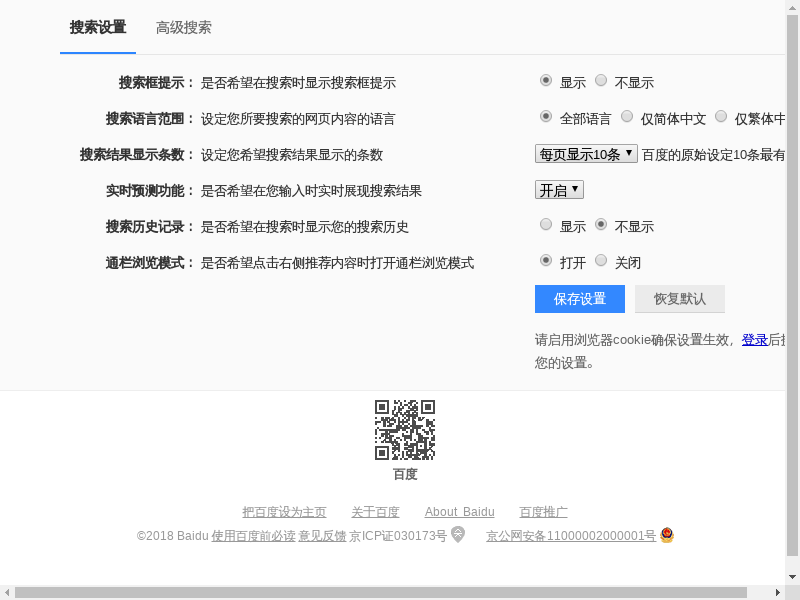 搜索设置 高级搜索
搜索框提示： 是否希望在搜索时显示搜索框提示 显示 不显示
搜索语言范围： 设定您所要搜索的网页内容的语言 全部语言 仅简体中文 仅繁体中
搜索结果显示条数： 设定您希望搜索结果显示的条数 每页显示10条 百度的原始设定10条最有
实时预测功能： 是否希望在您输入时实时展现搜索结果 开启
搜索历史记录： 是否希望在搜索时显示您的搜索历史 显示 不显示
通栏浏览模式： 是否希望点击右侧推荐内容时打开通栏浏览模式 打开 关闭
保存设置 恢复默认
请启用浏览器cookie确保设置生效，登录后
您的设置。
百度
把百度设为主页 关于百度 About Baidu 百度推广
©2018 Baidu 使用百度前必读 意见反馈 京ICP证030173号 京公网安备11000002000001号